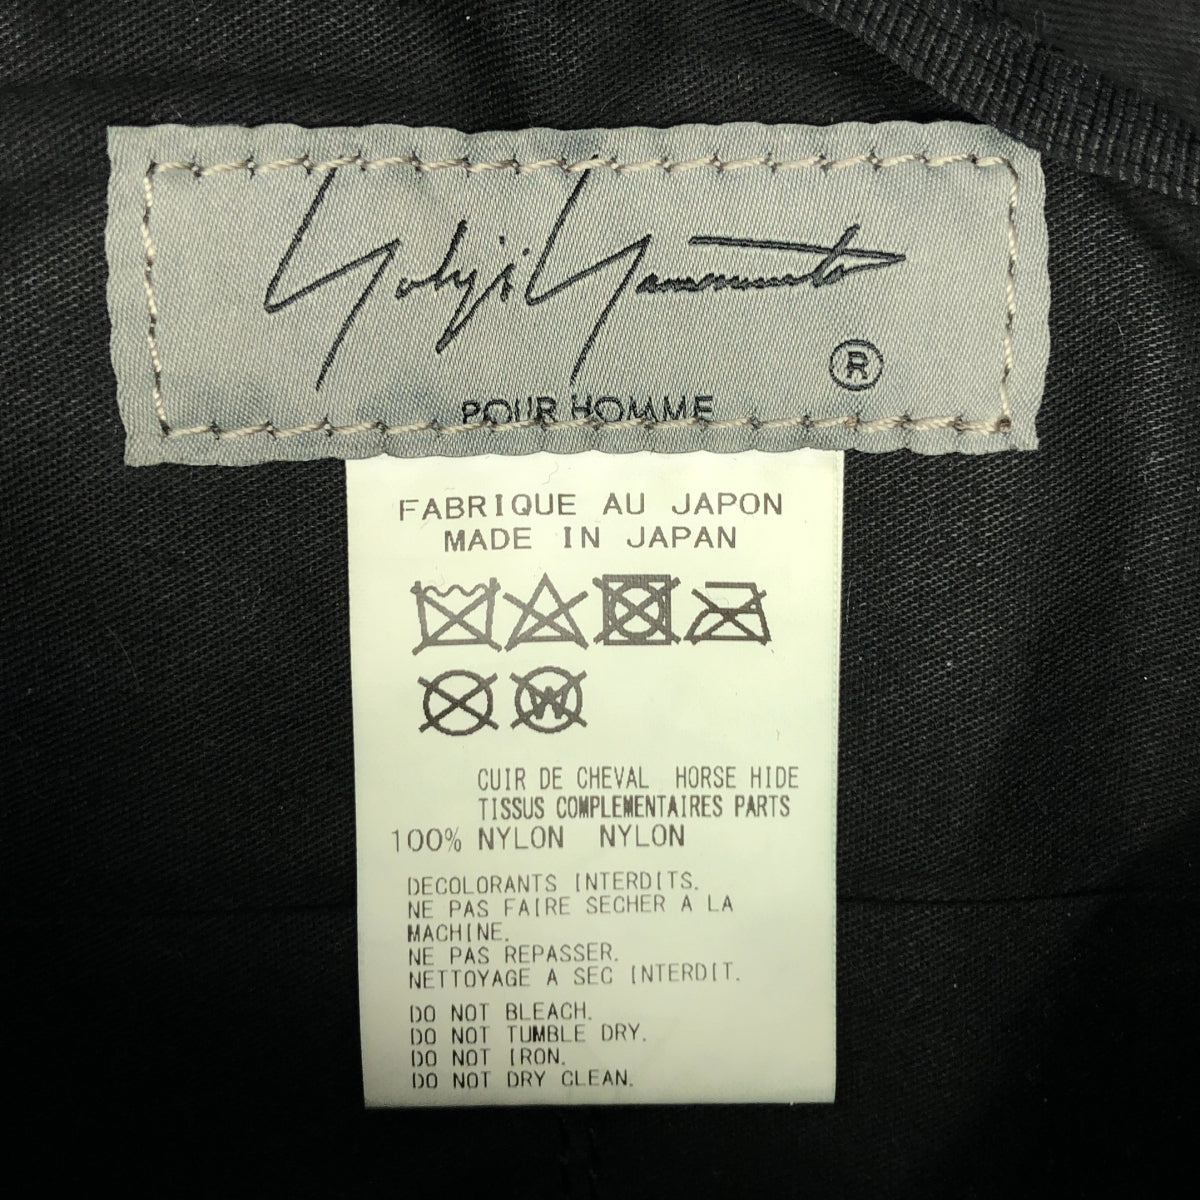 Yohji Yamamoto
®
POUR HOMME
FABRIQUE AU JAPON
MADE IN JAPAN
W
CUIR DE CHEVAL HORSE HIDE
TISSUS COMPLEMENTAIRES PARTS
100% NYLON NYLON
DECOLORANTS INTERDITS.
NE PAS FAIRE SECHER A LA
MACHINE.
NE PAS REPASSER.
NETTOYAGE A SEC INTERDIT.
DO NOT BLEACH.
DO NOT TUMBLE DRY.
DO NOT IRON.
DO NOT DRY CLEAN.